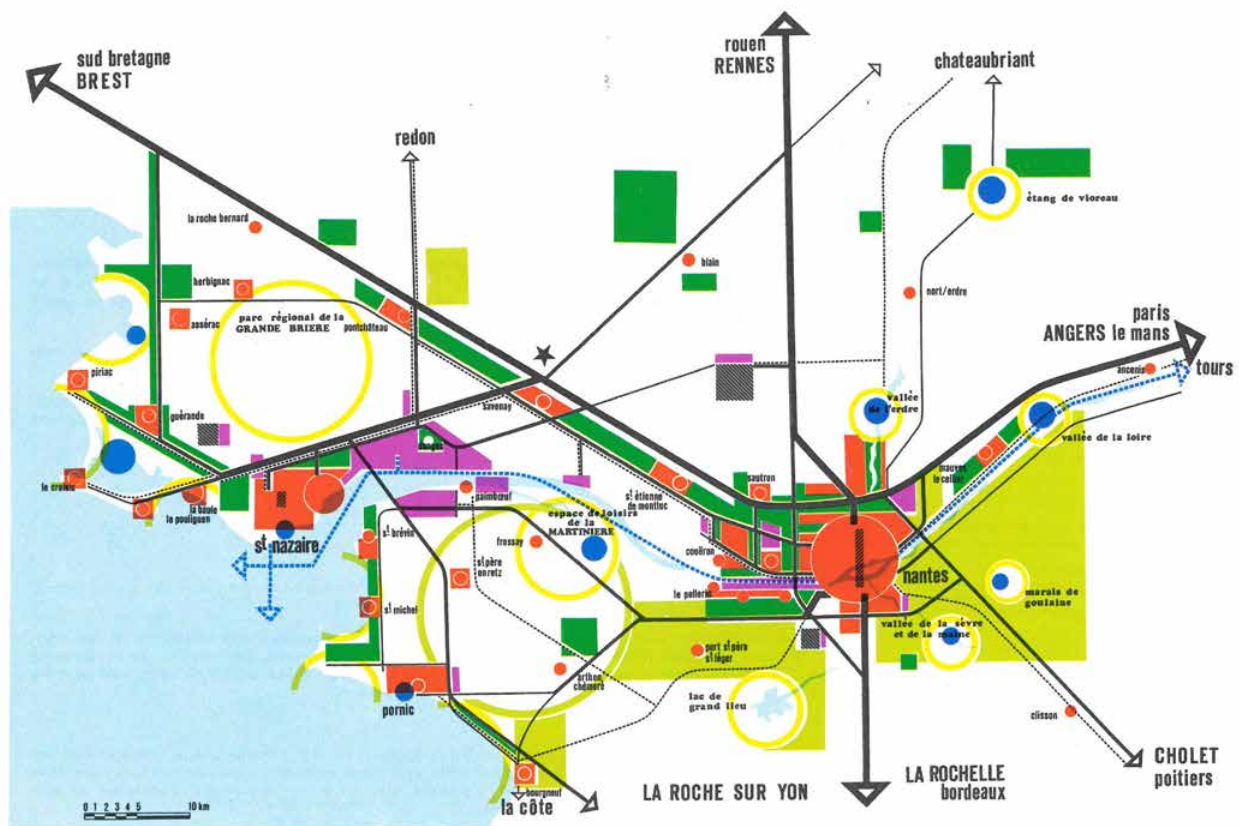 sud bretagne
BREST
rouen
RENNES
chateaubriant
redon
la roche bernard
étang de vioreau
blain
herbignac
nort/erdre
paris
ANGERS le mans
assérac
parc régional de la
GRANDE BRIERE
pontchâteau
tours
ancenis
piriac
savenay
vallée
de l'erdre
guérande
vallée de la loire
donges
mauves
le cellier
sautron
le croisic
la baule
le pouliguen
paimbœuf
st étienne
de montluc
espace de loisirs
de la
MARTINIERE
st nazaire
st brévin
frossay
couëron
nantes
st père
en retz
le pellerin
marais de
goulaine
st michel
vallée de la sèvre
et de la maine
port st père
st léger
arthon
chéméré
pornic
lac de
grand lieu
clisson
CHOLET
poitiers
LA ROCHELLE
bordeaux
LA ROCHE SUR YON
bourgneuf
la côte
0 1 2 3 4 5 10 km